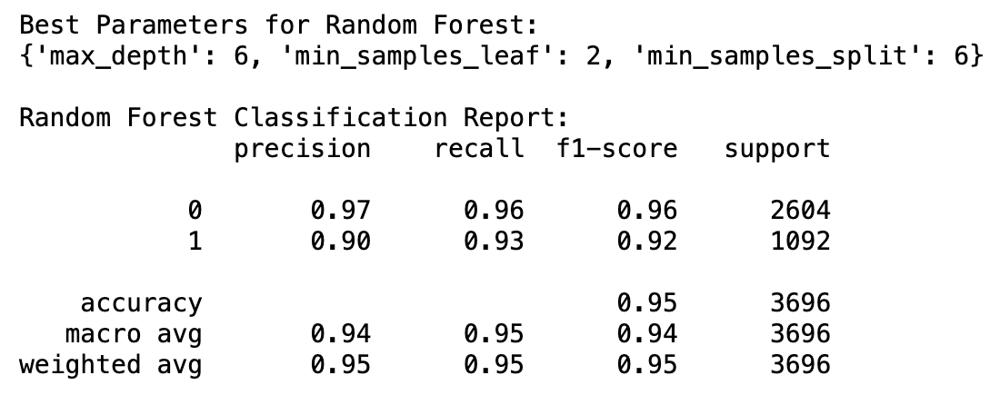 Best Parameters for Random Forest:
{'max_depth': 6, 'min_samples_leaf': 2, 'min_samples_split': 6}
Random Forest Classification Report:
precision recall f1-score support
0 0.97 0.96 0.96 2604
1 0.90 0.93 0.92 1092
accuracy 0.95 3696
macro avg 0.94 0.95 0.94 3696
weighted avg 0.95 0.95 0.95 3696